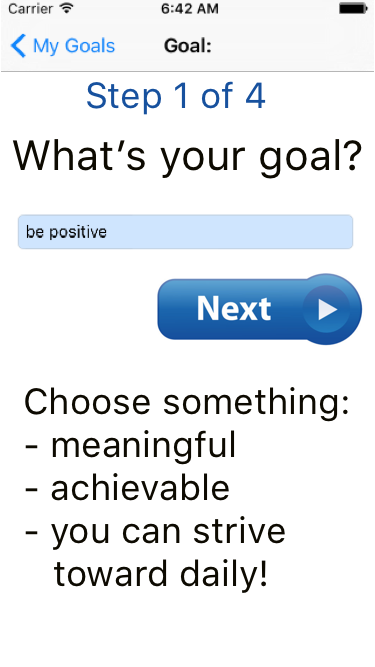 Carrier 6:42 AM
My Goals Goal:
Step 1 of 4
What's your goal?
be positive
Next
Choose something:
- meaningful
- achievable
- you can strive
toward daily!